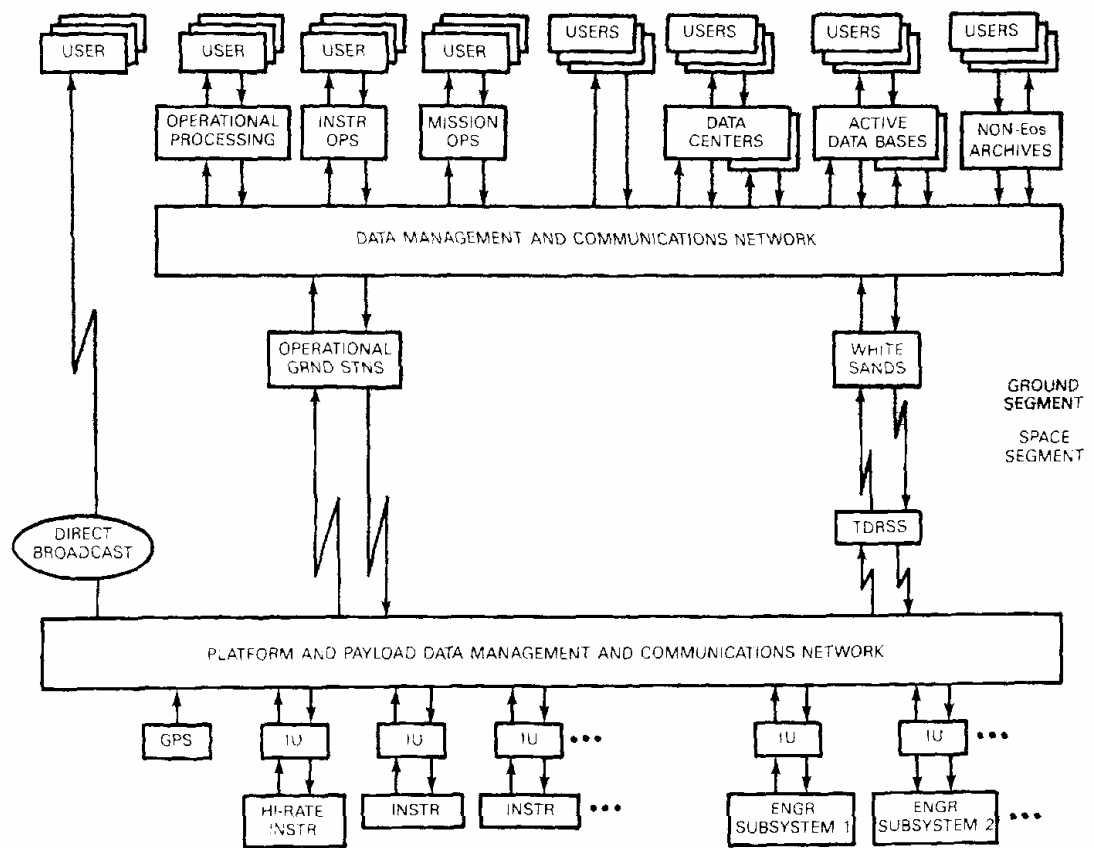 USER
USER
USER
USER
USERS
USERS
USERS
USERS
OPERATIONAL
PROCESSING
INSTR
OPS
MISSION
OPS
DATA
CENTERS
ACTIVE
DATA BASES
NON-Eos
ARCHIVES
DATA MANAGEMENT AND COMMUNICATIONS NETWORK
OPERATIONAL
GRND STNS
WHITE
SANDS
GROUND
SEGMENT
SPACE
SEGMENT
DIRECT
BROADCAST
TDRSS
PLATFORM AND PAYLOAD DATA MANAGEMENT AND COMMUNICATIONS NETWORK
GPS
IU
IU
IU
•••
IU
IU
•••
HI-RATE
INSTR
INSTR
INSTR
•••
ENGR
SUBSYSTEM 1
ENGR
SUBSYSTEM 2
•••